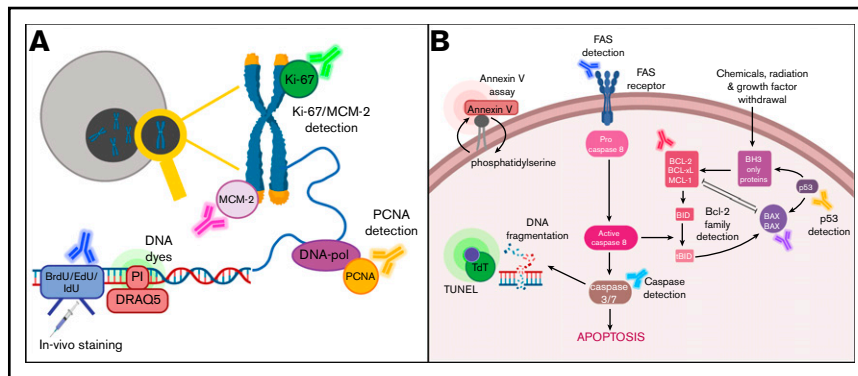 A
Ki-67
Ki-67/MCM-2
detection
MCM-2
PCNA
detection
DNA-pol
PCNA
DNA
dyes
BrdU/EdU/
IdU
PI
DRAQ5
In-vivo staining
B
FAS
detection
FAS
receptor
Annexin V
assay
Annexin V
phosphatidylserine
Chemicals, radiation
& growth factor
withdrawal
Pro
caspase 8
BCL-2
BCL-xL
MCL-1
BH3
only
proteins
p53
p53
detection
BID
Bcl-2
family
detection
BAX
BAX
tBID
Active
caspase 8
DNA
fragmentation
TdT
TUNEL
caspase
3/7
Caspase
detection
APOPTOSIS